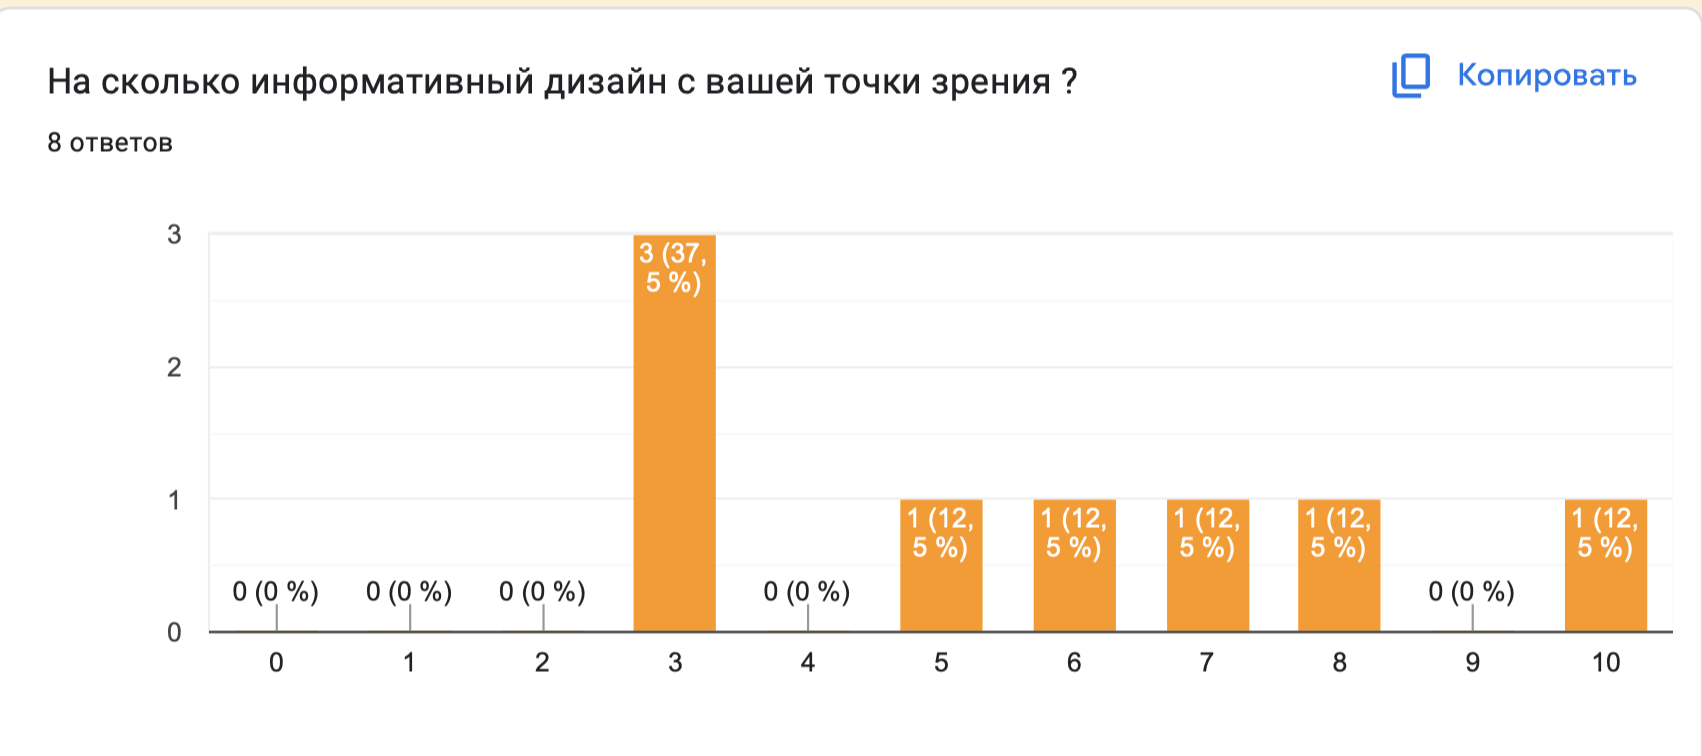 На сколько информативный дизайн с вашей точки зрения ?
Копировать
8 ответов
3
2
1
0
0 (0 %)
0 (0 %)
0 (0 %)
3 (37,
5 %)
0 (0 %)
1 (12,
5 %)
1 (12,
5 %)
1 (12,
5 %)
1 (12,
5 %)
0 (0 %)
1 (12,
5 %)
0 1 2 3 4 5 6 7 8 9 10